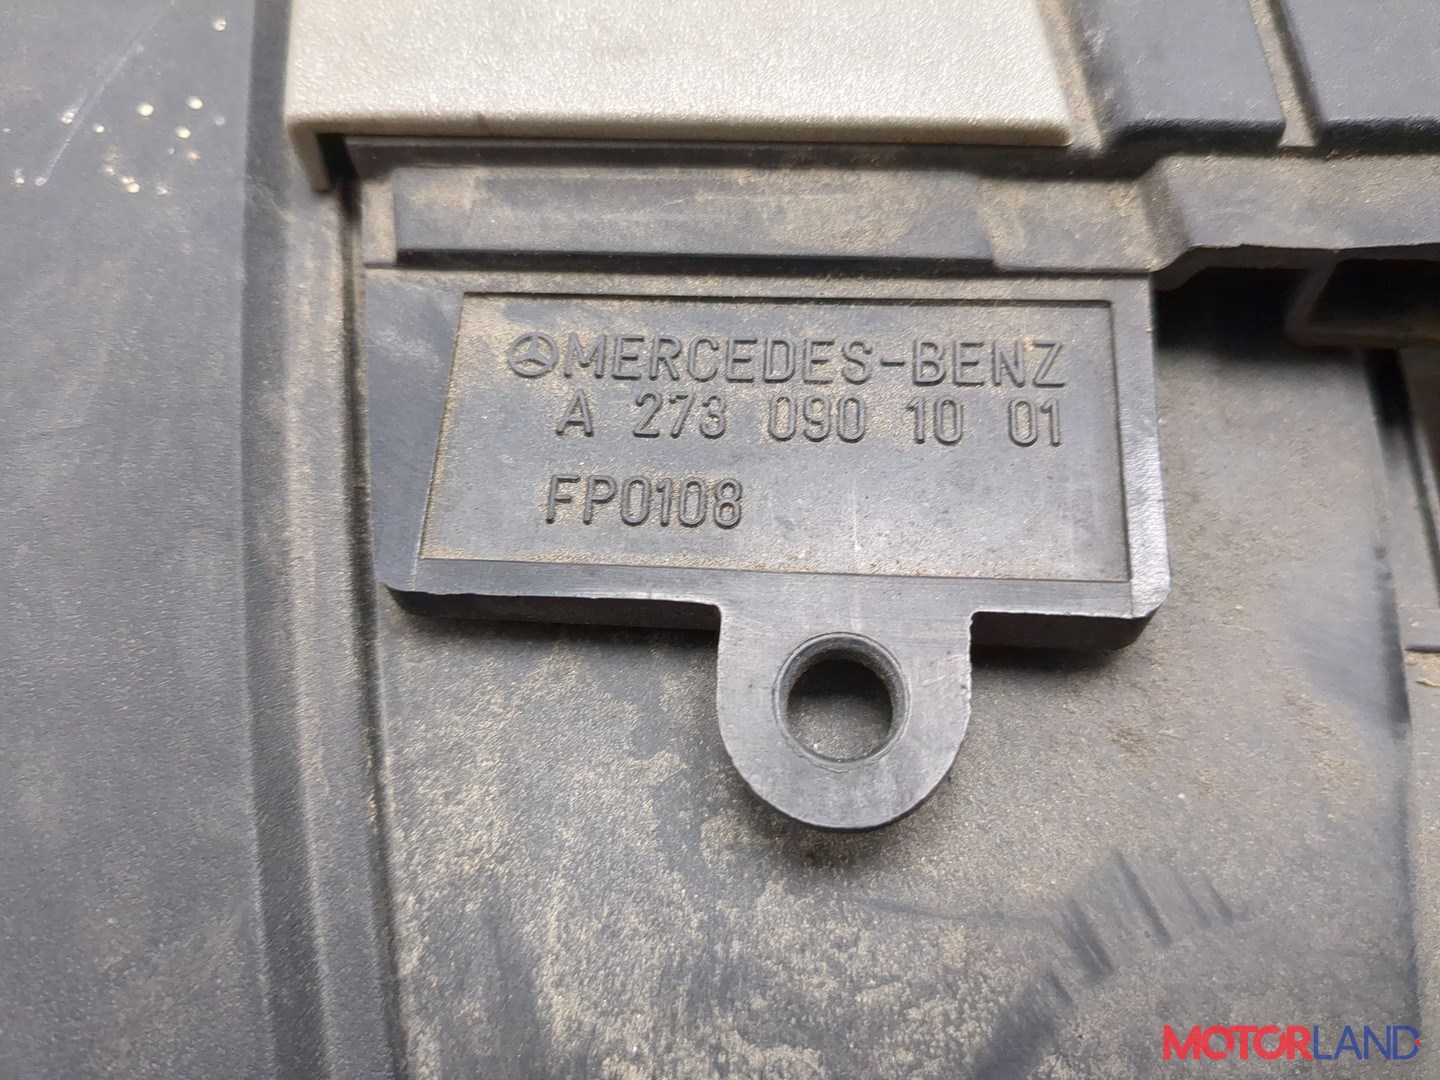 MERCEDES-BENZ
A 273 090 10 01
FP0108
MOTORLAND